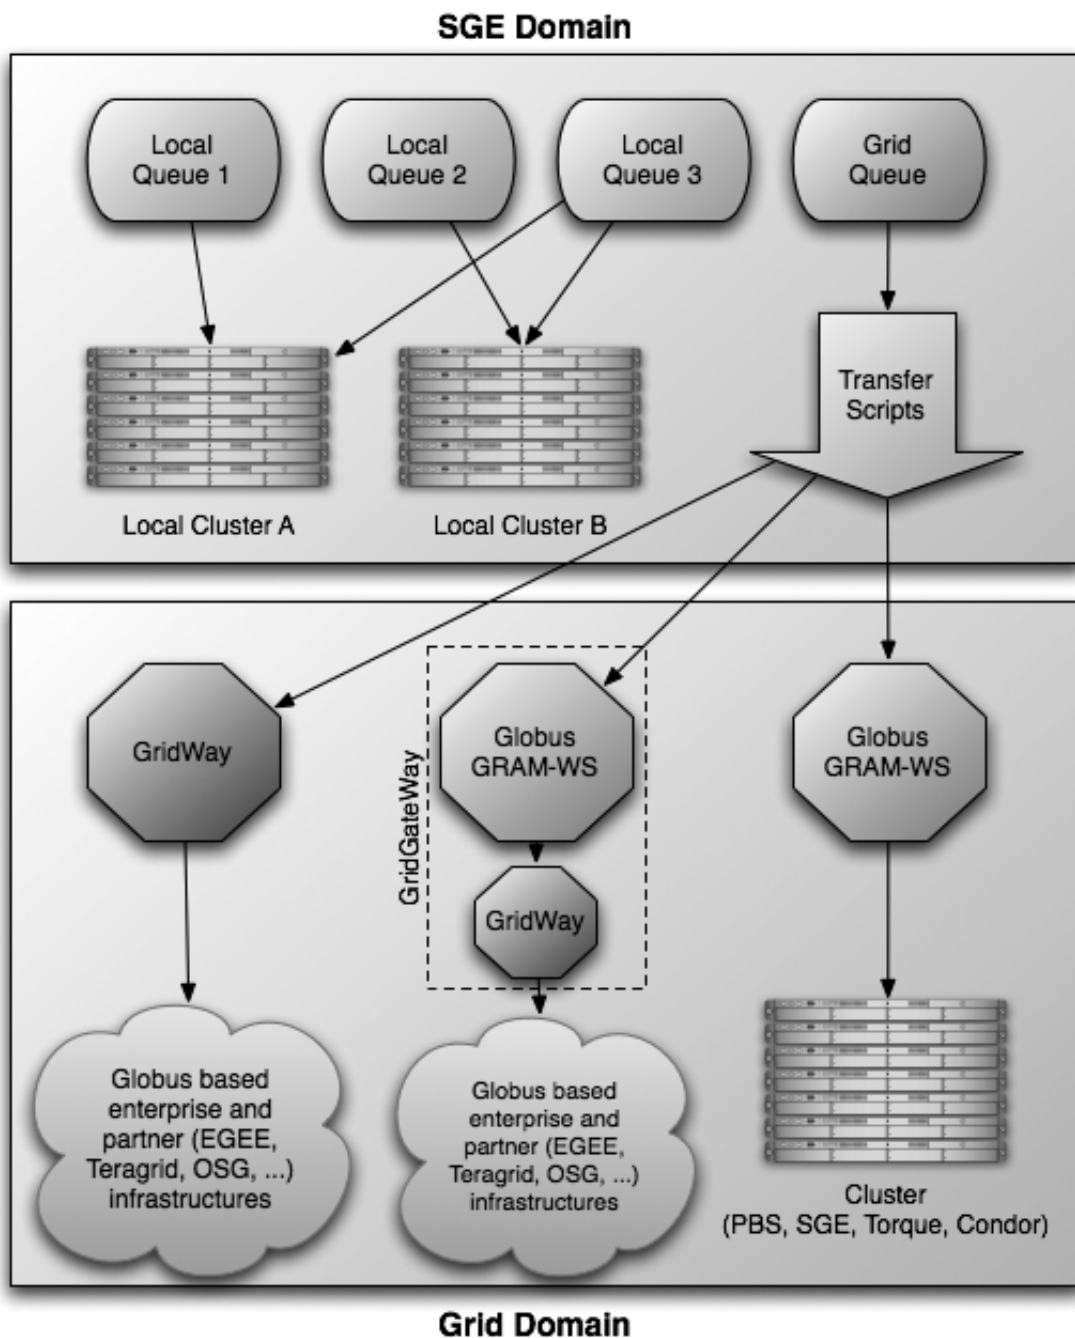 SGE Domain
Local
Queue 1
Local
Queue 2
Local
Queue 3
Grid
Queue
Transfer
Scripts
Local Cluster A
Local Cluster B
GridWay
GridGateWay
Globus
GRAM-WS
GridWay
Globus
GRAM-WS
Globus based
enterprise and
partner (EGEE,
Teragrid, OSG, ...)
infrastructures
Globus based
enterprise and
partner (EGEE,
Teragrid, OSG, ...)
infrastructures
Cluster
(PBS, SGE, Torque, Condor)
Grid Domain